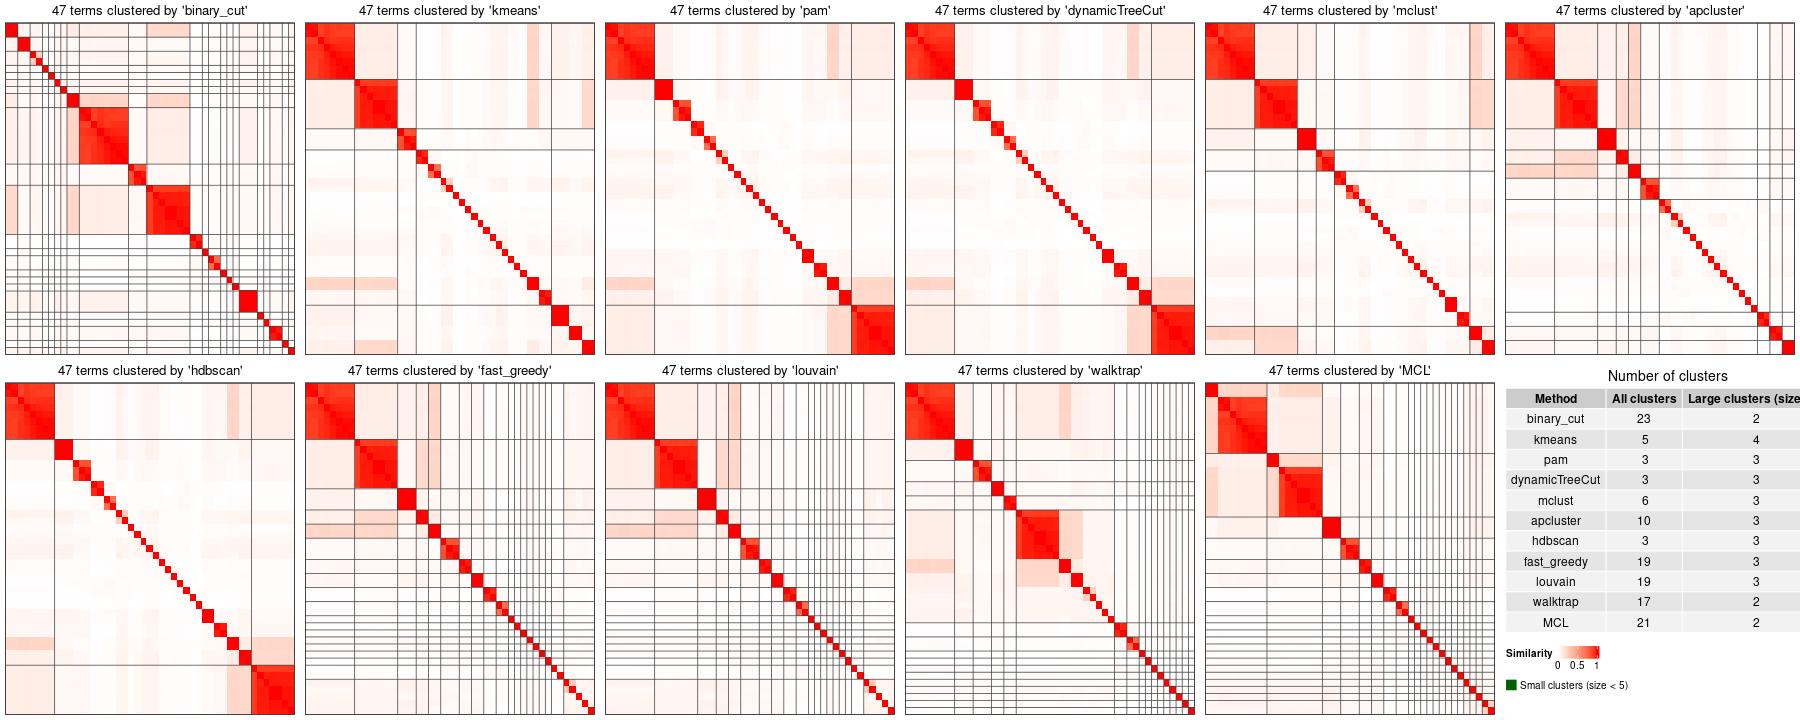 47 terms clustered by 'binary_cut'
47 terms clustered by 'kmeans'
47 terms clustered by 'pam'
47 terms clustered by 'dynamicTreeCut'
47 terms clustered by 'mclust'
47 terms clustered by 'apcluster'
47 terms clustered by 'hdbscan'
47 terms clustered by 'fast_greedy'
47 terms clustered by 'louvain'
47 terms clustered by 'walktrap'
47 terms clustered by 'MCL'
Number of clusters
Method All clusters Large clusters (size
binary_cut 23 2
kmeans 5 4
pam 3 3
dynamicTreeCut 3 3
mclust 6 3
apcluster 10 3
hdbscan 3 3
fast_greedy 19 3
louvain 19 3
walktrap 17 2
MCL 21 2
Similarity
0 0.5 1
Small clusters (size < 5)